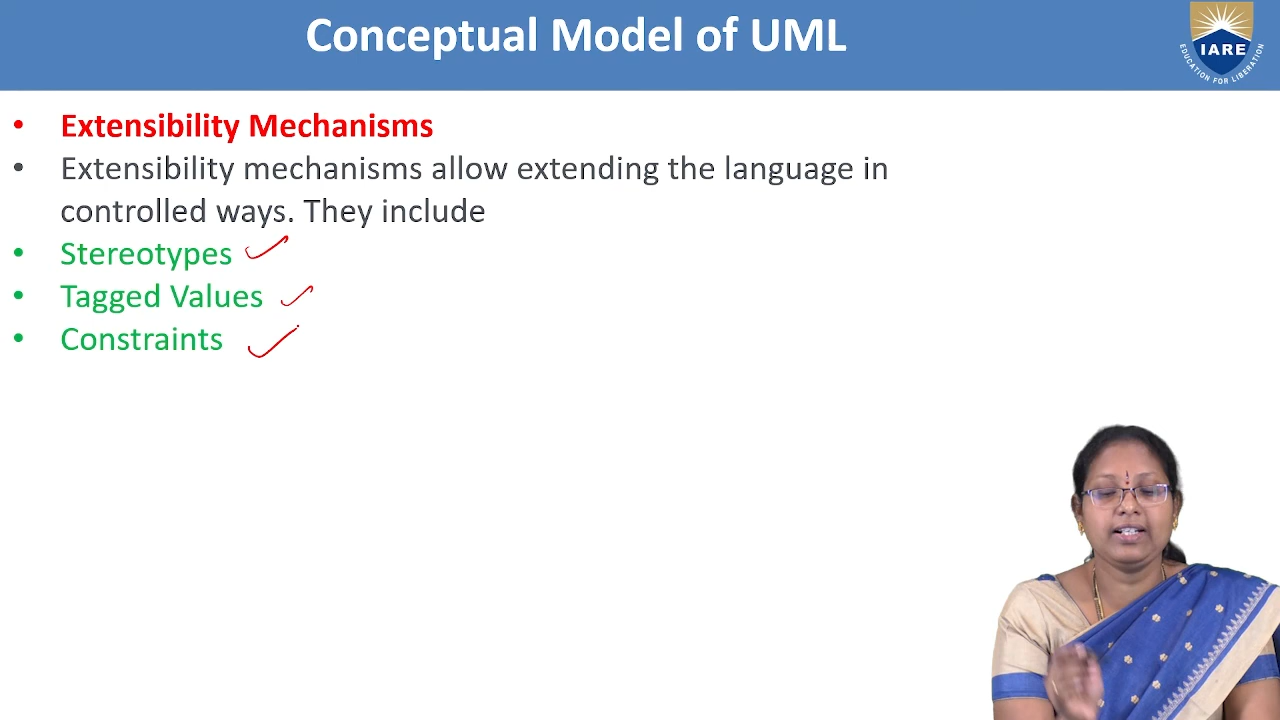 Conceptual Model of UML
IARE
EDUCATION FOR LIBERATION
• Extensibility Mechanisms
• Extensibility mechanisms allow extending the language in
controlled ways. They include
• Stereotypes
• Tagged Values
• Constraints